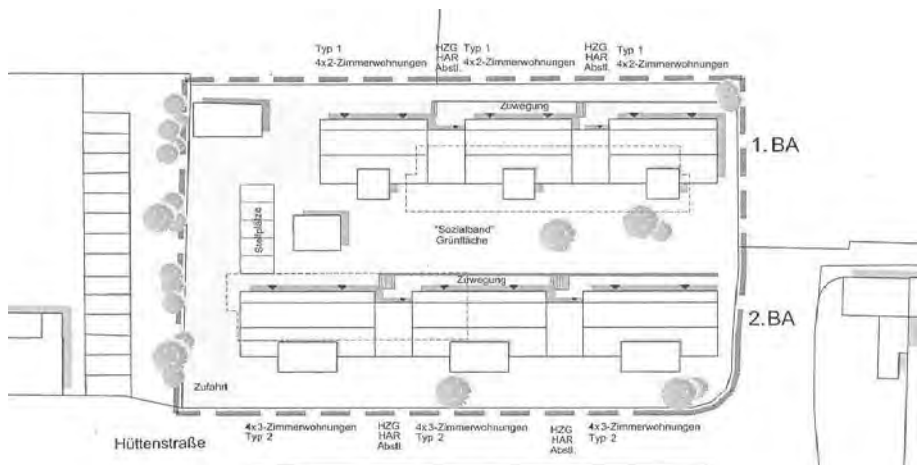 Typ 1
4x2-Zimmerwohnungen
HZG
HAR
Abstl.
Typ 1
4x2-Zimmerwohnungen
HZG
HAR
Abstl.
Typ 1
4x2-Zimmerwohnungen
Zuwegung
1.BA
Stellplätze
"Sozialband"
Grünfläche
Zuwegung
2.BA
Zufahrt
4x3-Zimmerwohnungen
Typ 2
HZG
HAR
Abstl.
4x3-Zimmerwohnungen
Typ 2
HZG
HAR
Abstl.
4x3-Zimmerwohnungen
Typ 2
Hüttenstraße